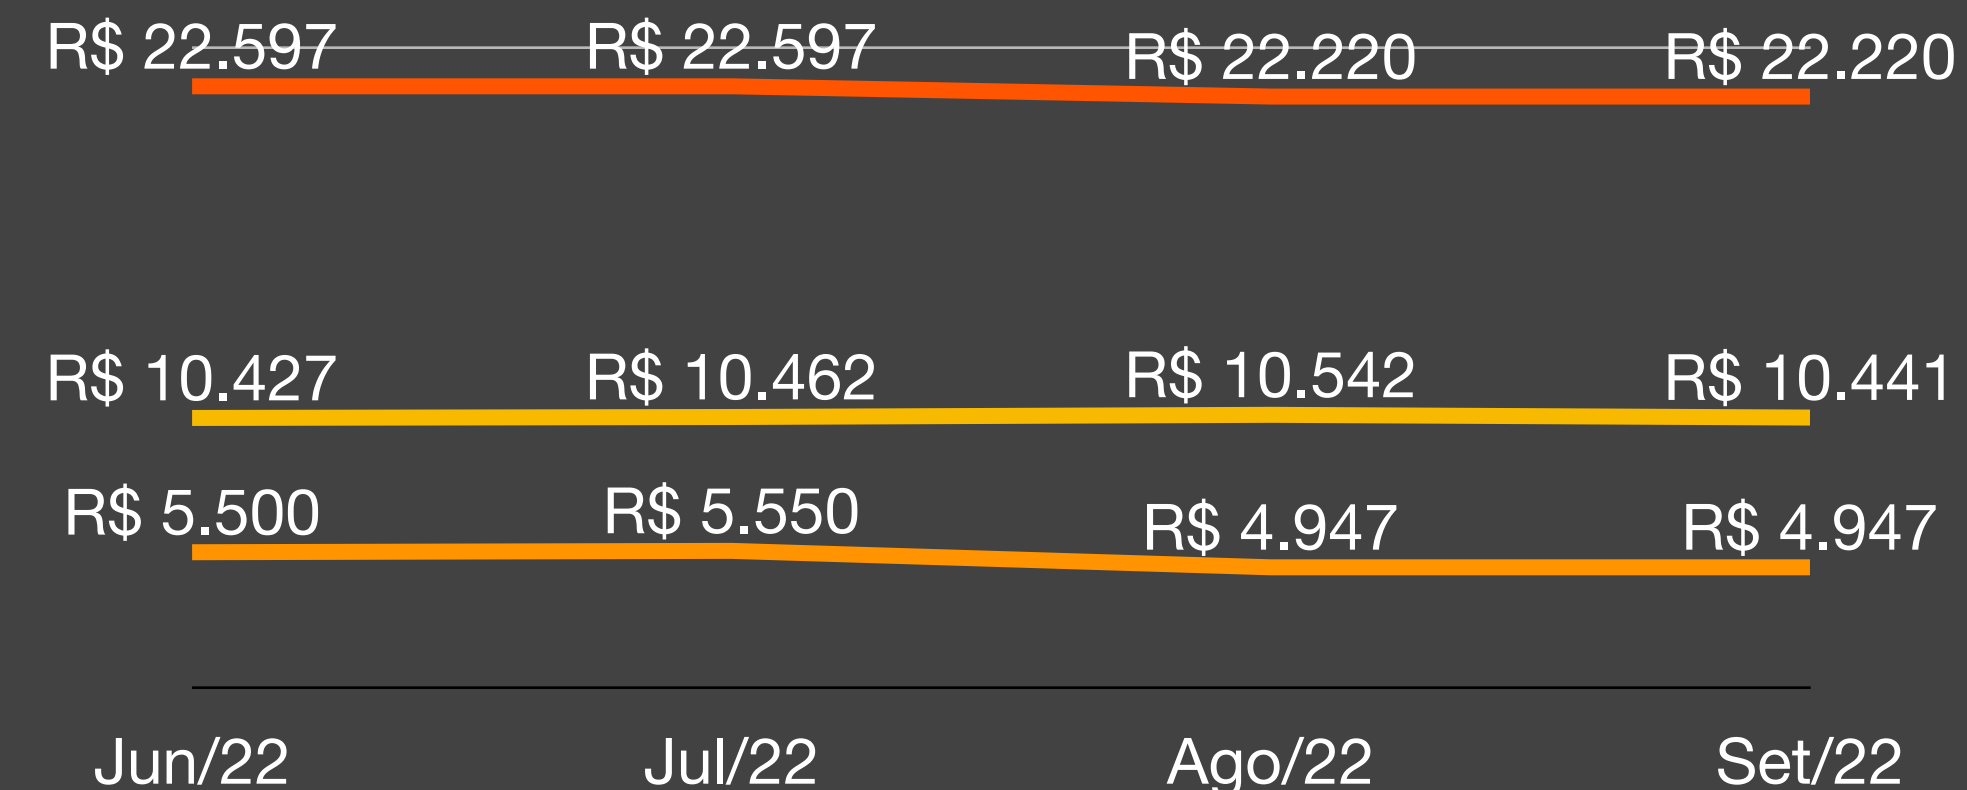 R$ 22.597 R$ 22.597 R$ 22.220 R$ 22.220
R$ 10.427 R$ 10.462 R$ 10.542 R$ 10.441
R$ 5.500 R$ 5.550 R$ 4.947 R$ 4.947
Jun/22 Jul/22 Ago/22 Set/22